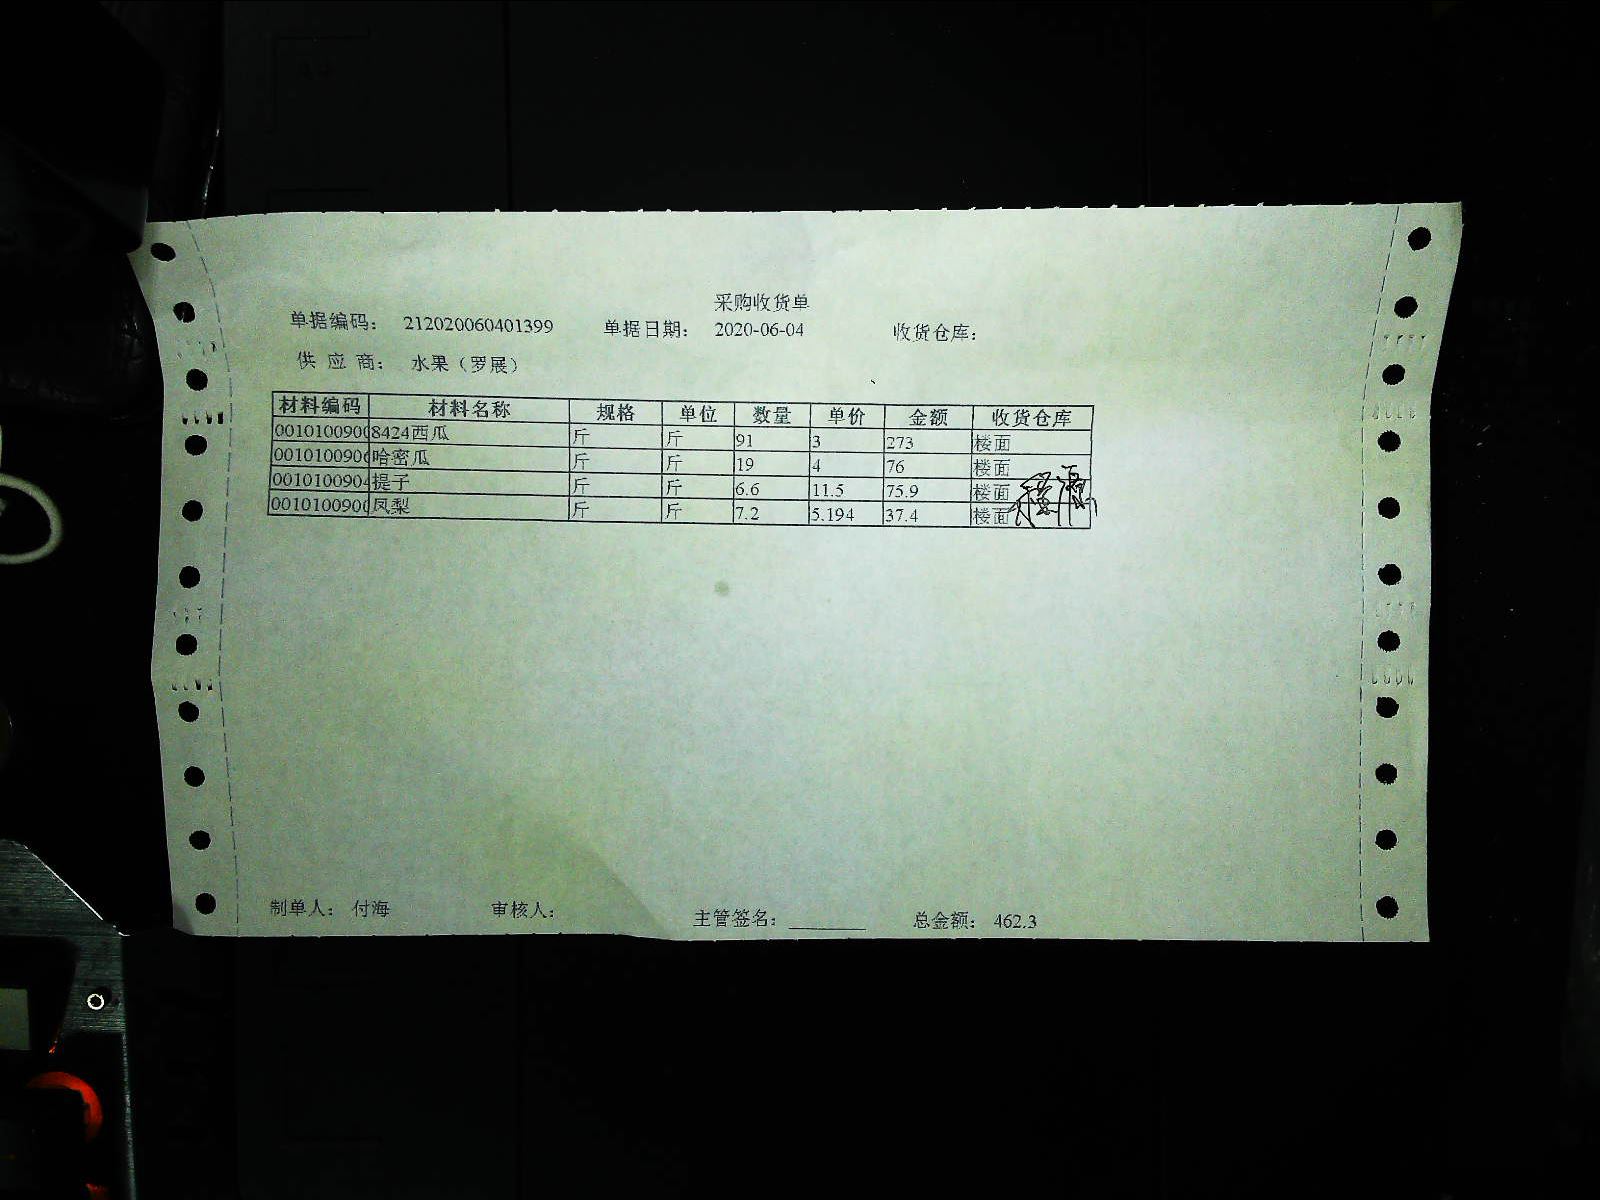 采购收货单
单据编码： 212020060401399 单据日期： 2020-06-04 收货仓库：
供 应 商： 水果（罗展）
材料编码 材料名称 规格 单位 数量 单价 金额 收货仓库
0010100900 8424西瓜 斤 斤 91 3 273 楼面
0010100906 哈密瓜 斤 斤 19 4 76 楼面
0010100904 提子 斤 斤 6.6 11.5 75.9 楼面
0010100900 凤梨 斤 斤 7.2 5.194 37.4 楼面
制单人： 付海 审核人： 主管签名： 总金额： 462.3